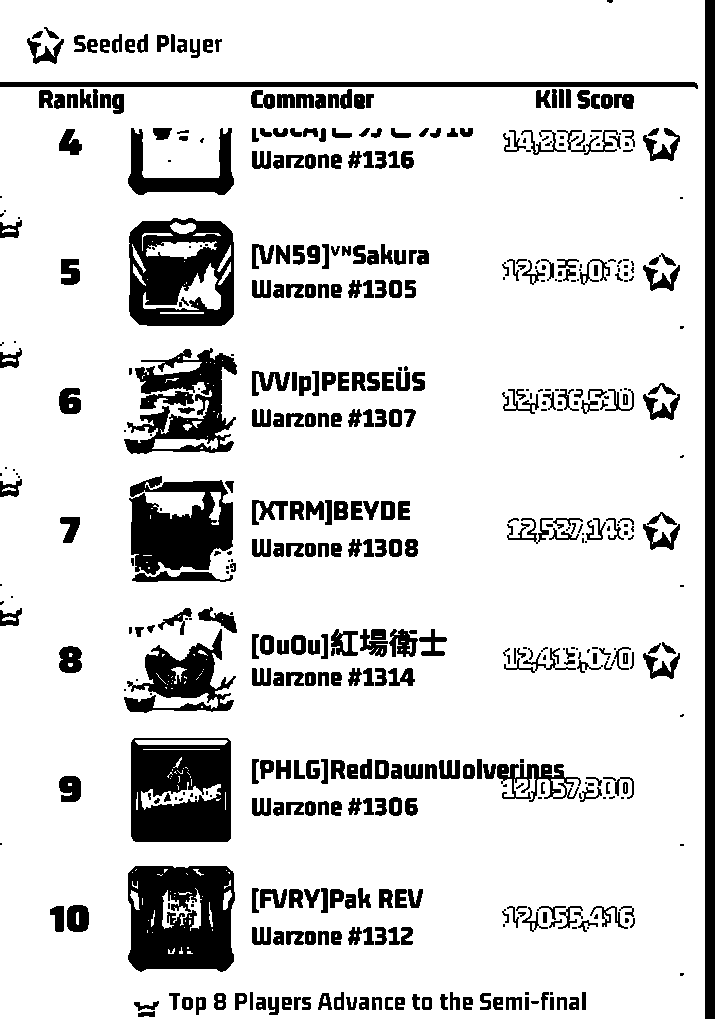 Seeded Player
Ranking Commander Kill Score
4 14,282,256
Warzone #1316
[VN59]ⱽᴺSakura
5 12,963,018
Warzone #1305
[VVIp]PERSEÜS
6 12,666,510
Warzone #1307
[XTRM]BEYDE
7 12,527,148
Warzone #1308
[OuOu]紅場衛士
8 12,413,070
Warzone #1314
[PHLG]RedDawnWolverines
9 12,057,300
WOLVERINES
Warzone #1306
[FVRY]Pak REV
10 12,055,416
Warzone #1312
Top 8 Players Advance to the Semi-final